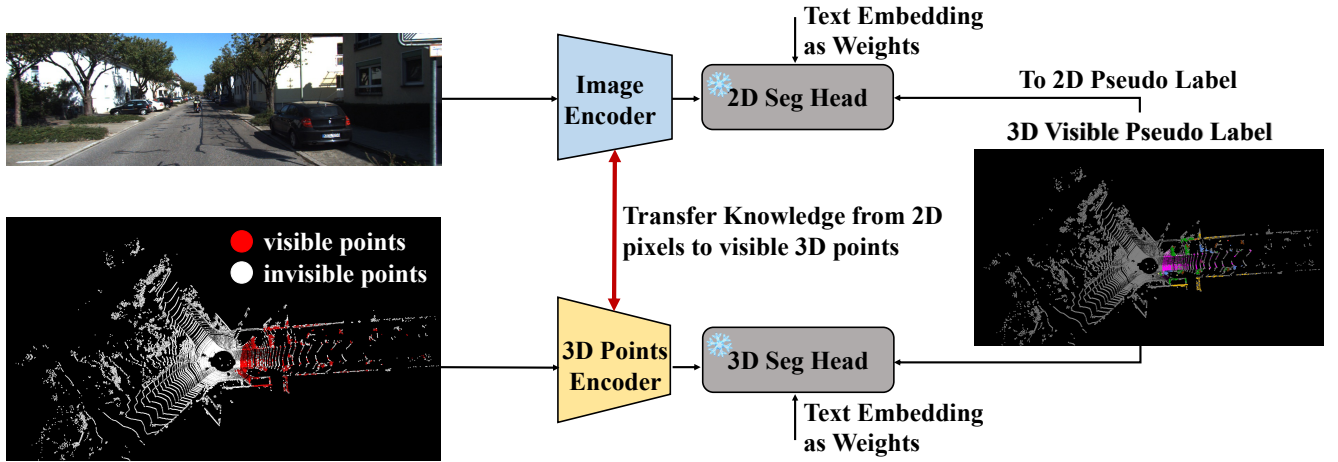 Text Embedding
as Weights
Image
Encoder
2D Seg Head
To 2D Pseudo Label
3D Visible Pseudo Label
Transfer Knowledge from 2D
pixels to visible 3D points
visible points
invisible points
3D Points
Encoder
3D Seg Head
Text Embedding
as Weights